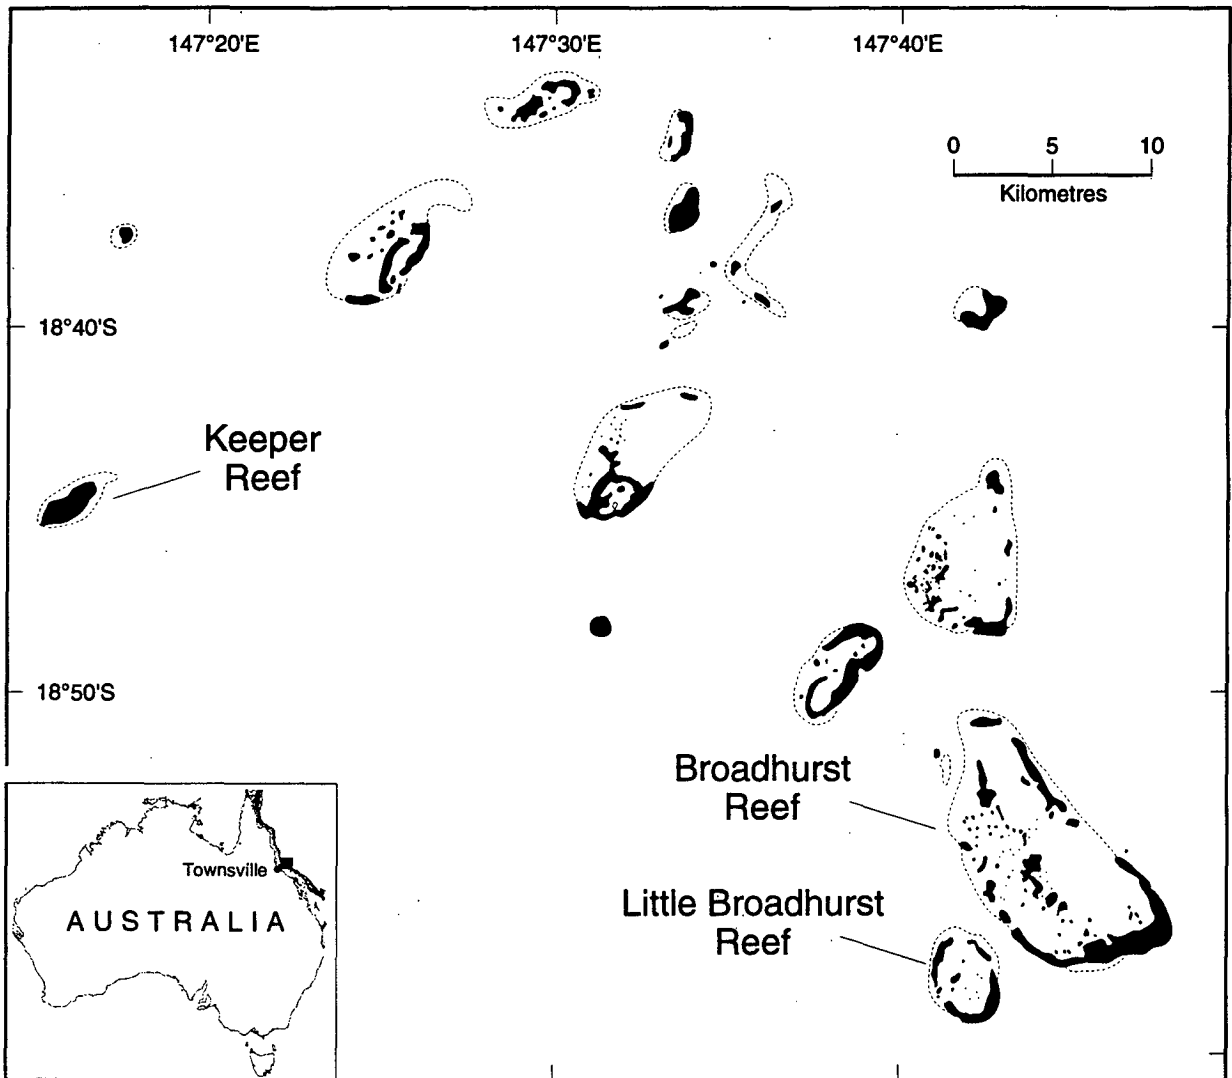 147°20'E
147°30'E
147°40'E
0 5 10
Kilometres
18°40'S
Keeper
Reef
18°50'S
Broadhurst
Reef
Townsville
AUSTRALIA
Little Broadhurst
Reef